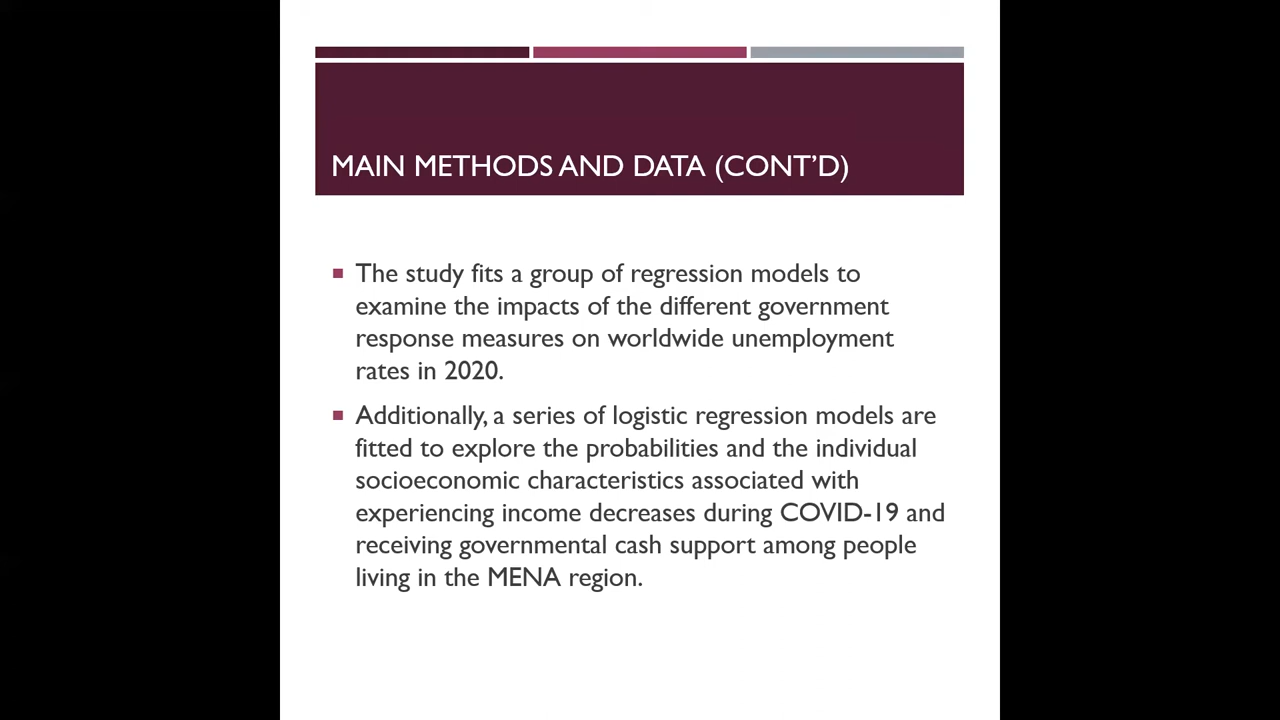 MAIN METHODS AND DATA (CONT'D)
The study fits a group of regression models to
examine the impacts of the different government
response measures on worldwide unemployment
rates in 2020.
Additionally, a series of logistic regression models are
fitted to explore the probabilities and the individual
socioeconomic characteristics associated with
experiencing income decreases during COVID-19 and
receiving governmental cash support among people
living in the MENA region.